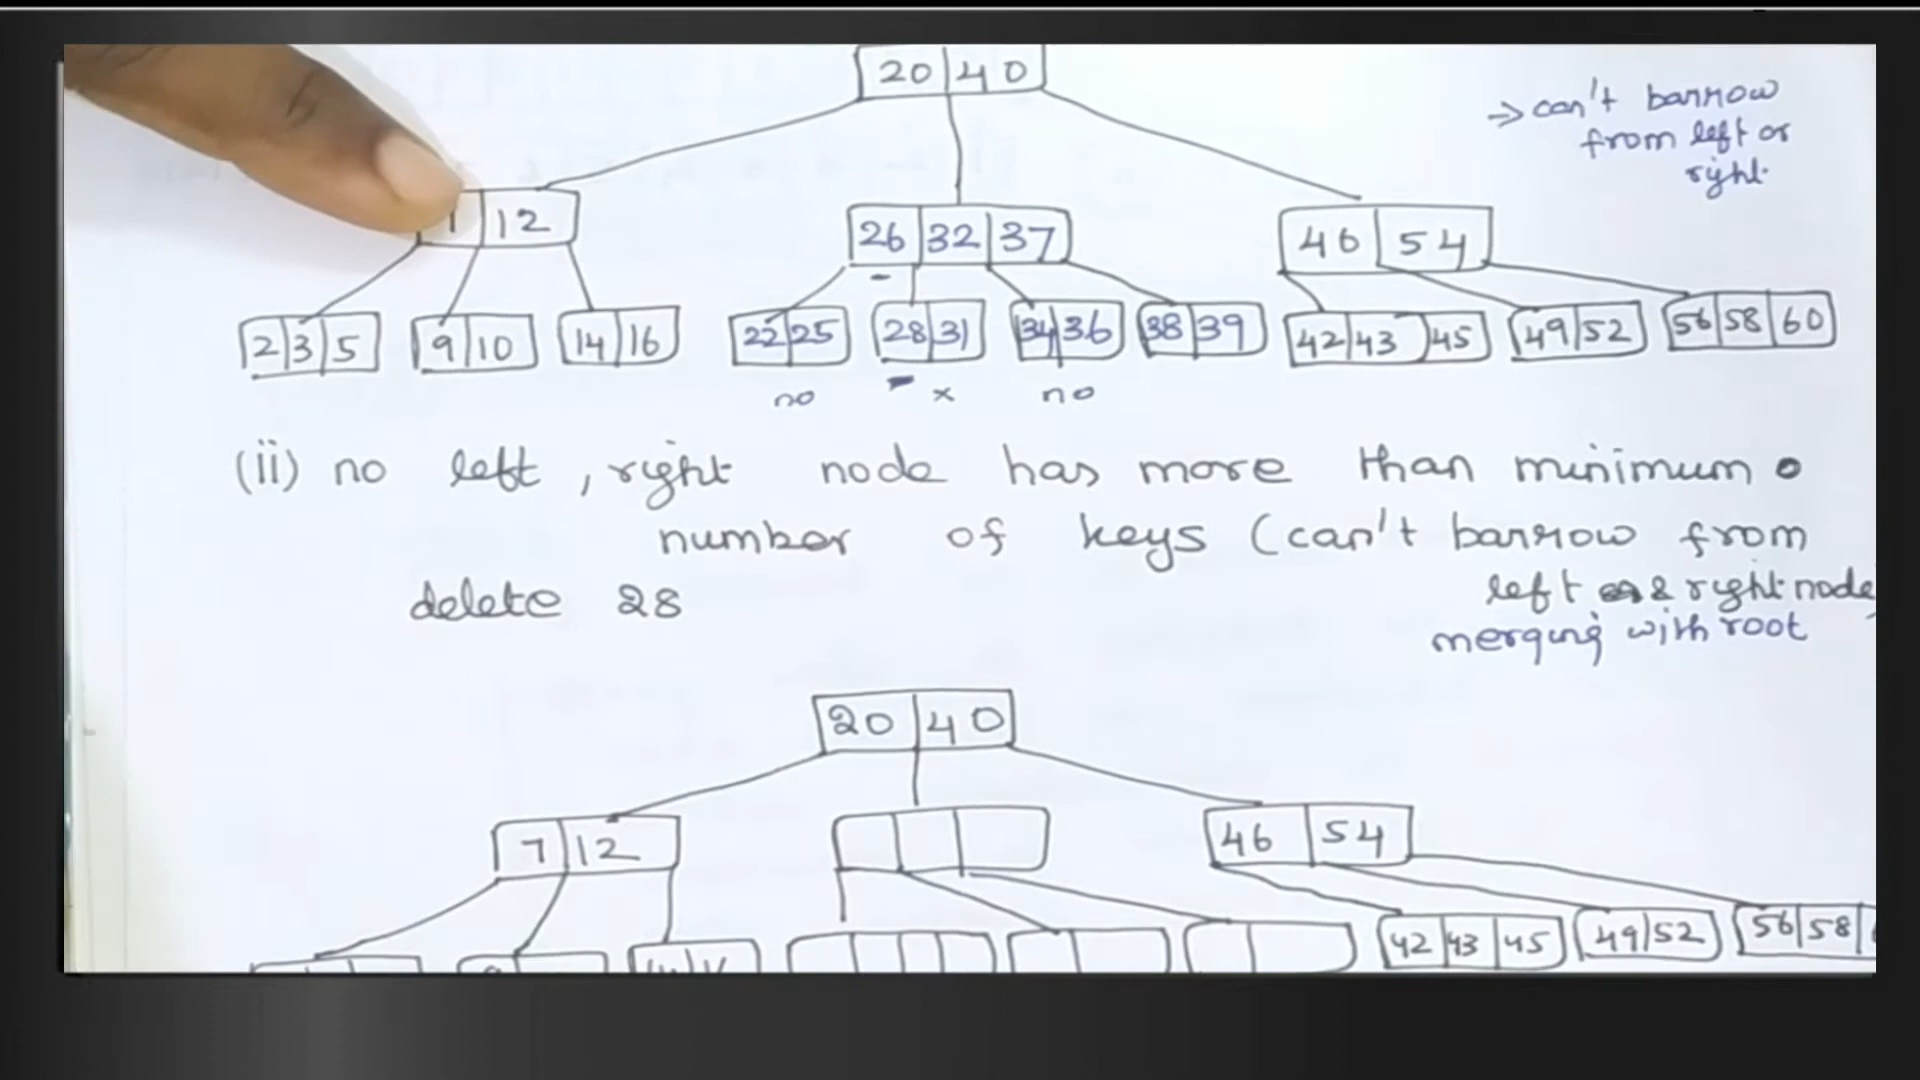 20 40
→ can't barrow
from left or
right
12
26 32 37
46 54
2 3 5
9 10
14 16
22 25
28 31
34 36
38 39
42 43 45
49 52
56 58 60
no
x
no
(ii) no left , right node has more than minimum
number of keys (can't barrow from
left & right node
delete 28
merging with root
20 40
7 12
46 54
42 43 45
49 52
56 58